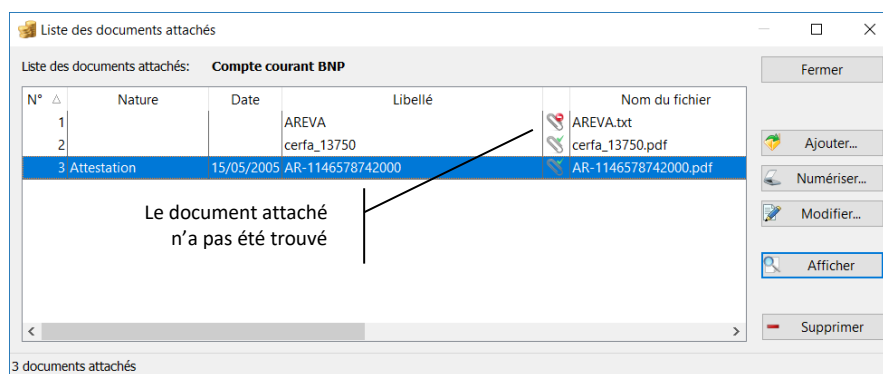 Liste des documents attachés
Liste des documents attachés: Compte courant BNP
Fermer
N° Nature Date Libellé Nom du fichier
1 AREVA AREVA.txt
2 cerfa_13750 cerfa_13750.pdf
Ajouter...
3 Attestation 15/05/2005 AR-1146578742000 AR-1146578742000.pdf
Numériser...
Le document attaché
n'a pas été trouvé
Modifier...
Afficher
Supprimer
3 documents attachés